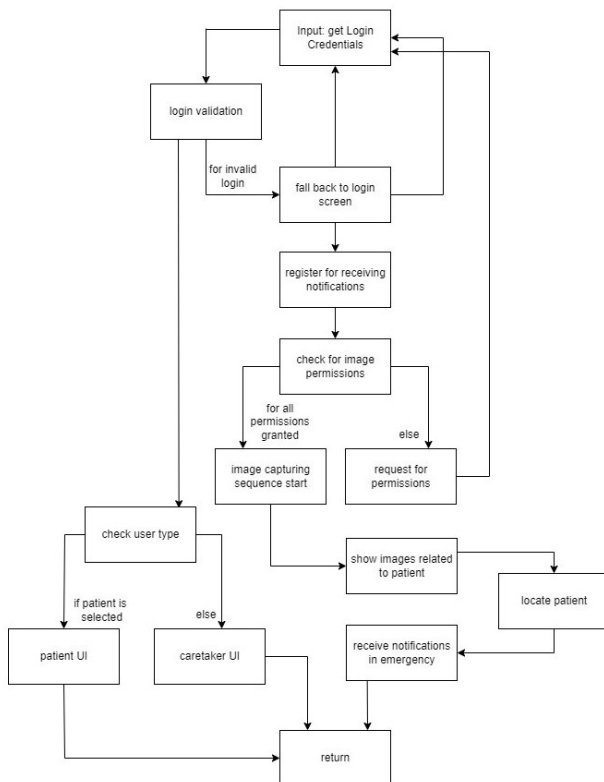 Input: get Login
Credentials
login validation
for invalid
login
fall back to login
screen
register for receiving
notifications
check for image
permissions
for all
permissions
granted
else
image capturing
sequence start
request for
permissions
check user type
show images related
to patient
locate patient
if patient is
selected
else
patient UI
caretaker UI
receive notifications
in emergency
return